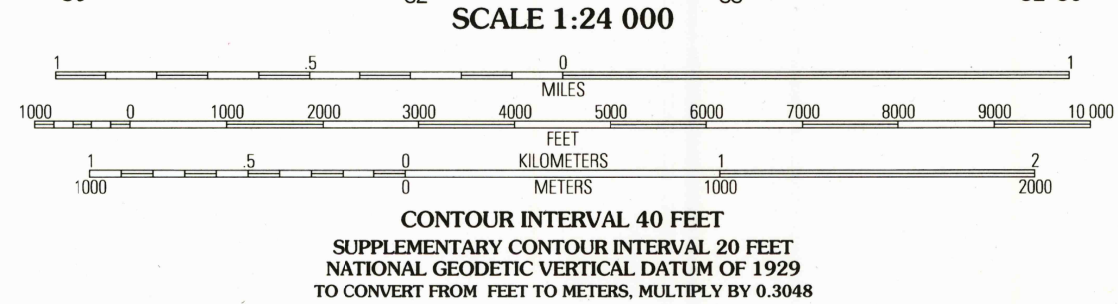 SCALE 1:24 000
1 .5 0 1
MILES
1000 0 1000 2000 3000 4000 5000 6000 7000 8000 9000 10 000
FEET
1 .5 0 KILOMETERS 1 2
1000 0 METERS 1000 2000
CONTOUR INTERVAL 40 FEET
SUPPLEMENTARY CONTOUR INTERVAL 20 FEET
NATIONAL GEODETIC VERTICAL DATUM OF 1929
TO CONVERT FROM FEET TO METERS, MULTIPLY BY 0.3048